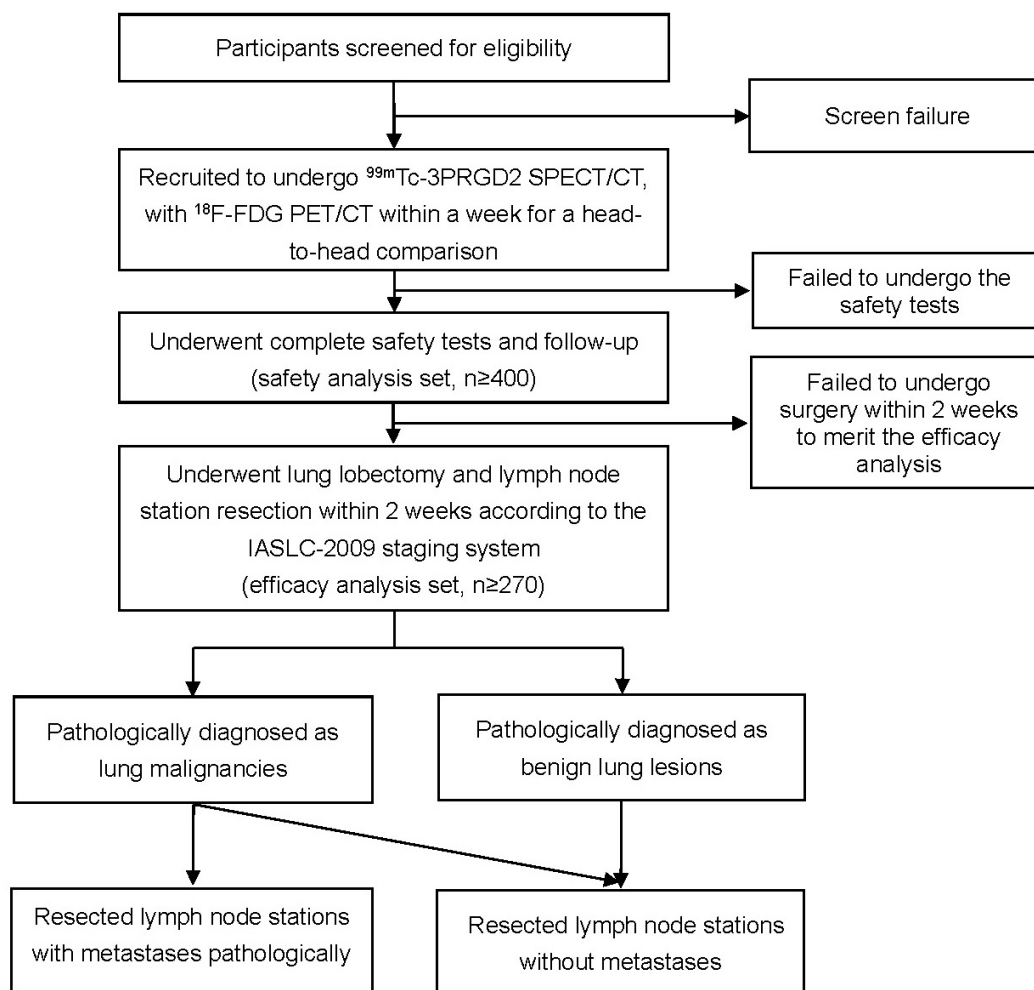 Participants screened for eligibility
Screen failure
Recruited to undergo ⁹⁹ᵐTc-3PRGD2 SPECT/CT,
with ¹⁸F-FDG PET/CT within a week for a head-
to-head comparison
Failed to undergo the
safety tests
Underwent complete safety tests and follow-up
(safety analysis set, n≥400)
Failed to undergo
surgery within 2 weeks
to merit the efficacy
analysis
Underwent lung lobectomy and lymph node
station resection within 2 weeks according to the
IASLC-2009 staging system
(efficacy analysis set, n≥270)
Pathologically diagnosed as
lung malignancies
Pathologically diagnosed as
benign lung lesions
Resected lymph node stations
with metastases pathologically
Resected lymph node stations
without metastases